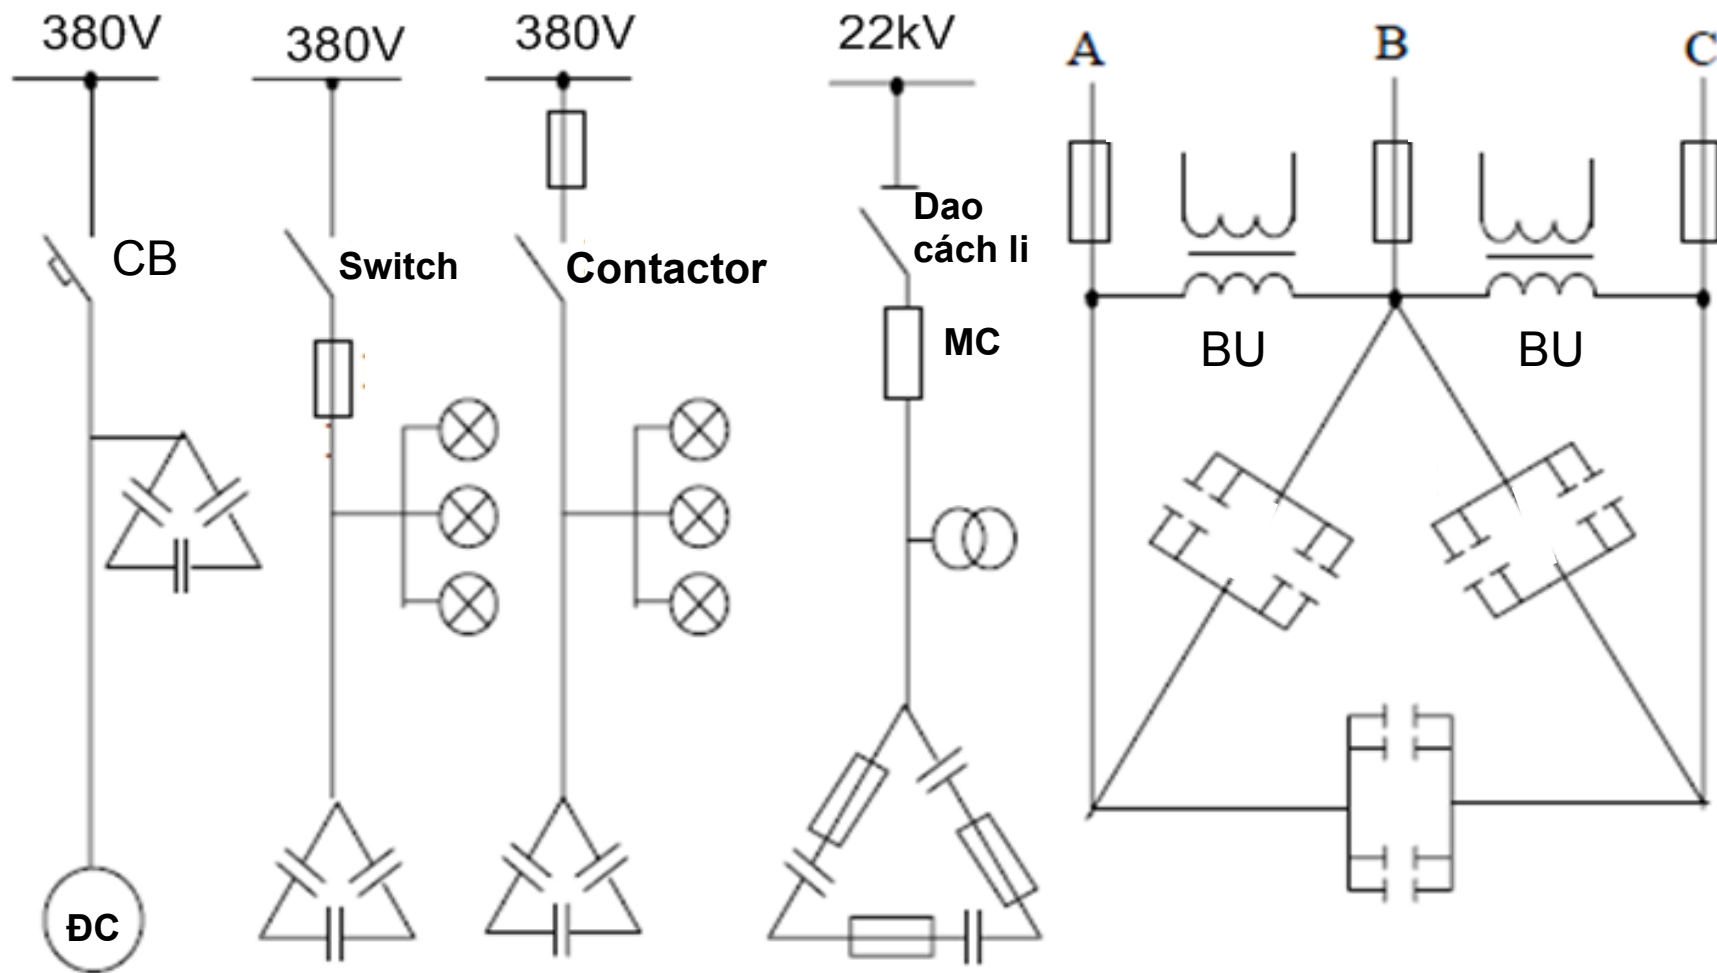 380V
380V
380V
22kV
A
B
C
CB
Switch
Contactor
Dao
cách li
MC
BU
BU
ĐC